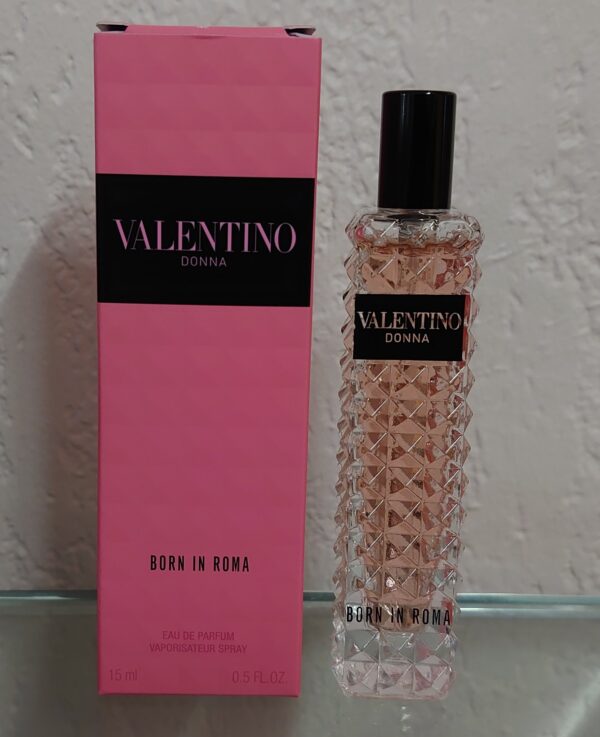 VALENTINO
DONNA
BORN IN ROMA
EAU DE PARFUM
VAPORISATEUR SPRAY
15 ml 0.5 FL.OZ
VALENTINO
DONNA
BORN IN ROMA